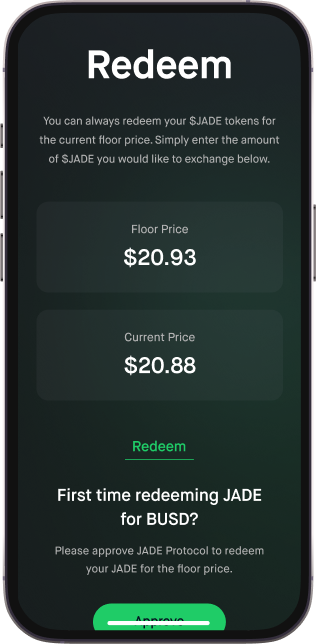 Redeem
You can always redeem your $JADE tokens for
the current floor price. Simply enter the amount
of $JADE you would like to exchange below.
Floor Price
$20.93
Current Price
$20.88
Redeem
First time redeeming JADE
for BUSD?
Please approve JADE Protocol to redeem
your JADE for the floor price.
Approve